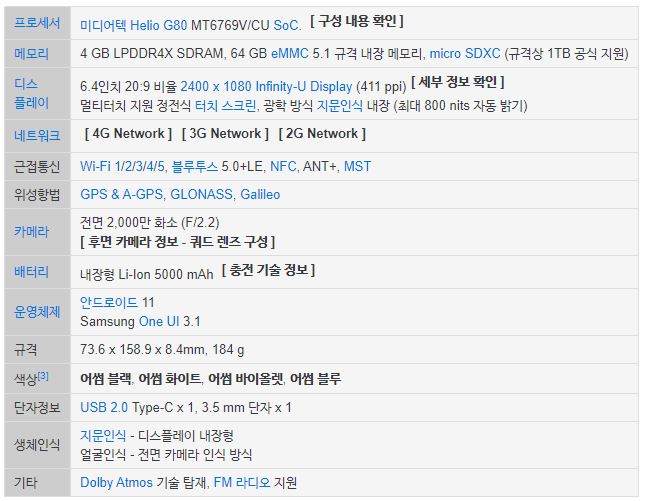 프로세서 미디어텍 Helio G80 MT6769V/CU SoC. [ 구성 내용 확인 ]
메모리 4 GB LPDDR4X SDRAM, 64 GB eMMC 5.1 규격 내장 메모리, micro SDXC (규격상 1TB 공식 지원)
디스플레이 6.4인치 20:9 비율 2400 x 1080 Infinity-U Display (411 ppi) [ 세부 정보 확인 ]
멀티터치 지원 정전식 터치 스크린, 광학 방식 지문인식 내장 (최대 800 nits 자동 밝기)
네트워크 [ 4G Network ] [ 3G Network ] [ 2G Network ]
근접통신 Wi-Fi 1/2/3/4/5, 블루투스 5.0+LE, NFC, ANT+, MST
위성항법 GPS & A-GPS, GLONASS, Galileo
카메라 전면 2,000만 화소 (F/2.2)
[ 후면 카메라 정보 - 쿼드 렌즈 구성 ]
배터리 내장형 Li-Ion 5000 mAh [ 충전 기술 정보 ]
운영체제 안드로이드 11
Samsung One UI 3.1
규격 73.6 x 158.9 x 8.4mm, 184 g
색상[3] 어썸 블랙, 어썸 화이트, 어썸 바이올렛, 어썸 블루
단자정보 USB 2.0 Type-C x 1, 3.5 mm 단자 x 1
생체인식 지문인식 - 디스플레이 내장형
얼굴인식 - 전면 카메라 인식 방식
기타 Dolby Atmos 기술 탑재, FM 라디오 지원